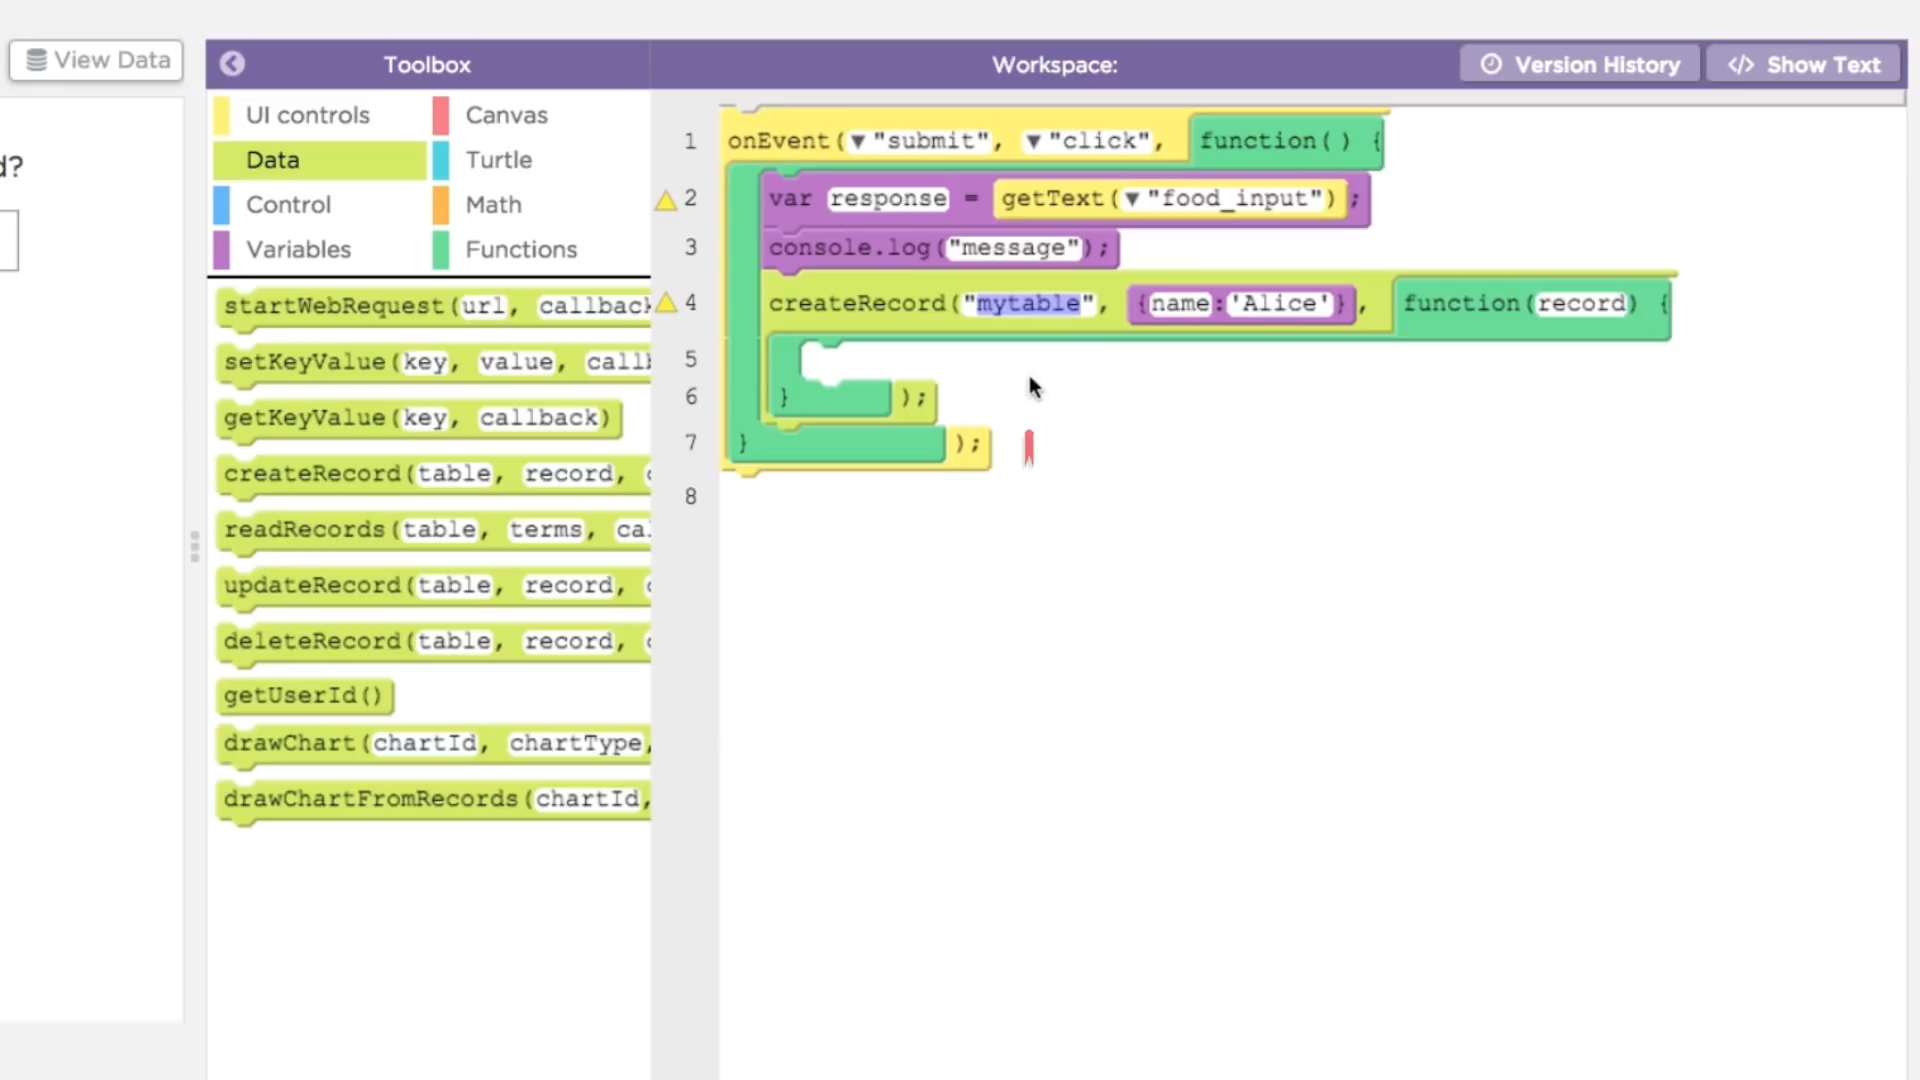 View Data
Toolbox
Workspace:
Version History
</> Show Text
d?
UI controls
Canvas
Data
Turtle
Control
Math
Variables
Functions
startWebRequest(url, callback
setKeyValue(key, value, call
getKeyValue(key, callback)
createRecord(table, record,
readRecords(table, terms, ca
updateRecord(table, record,
deleteRecord(table, record,
getUserId()
drawChart(chartId, chartType,
drawChartFromRecords(chartId,
1 onEvent(▼"submit", ▼"click", function() {
2 var response = getText(▼"food_input");
3 console.log("message");
4 createRecord("mytable", {name:'Alice'}, function(record) {
5
6 } );
7 } );
8